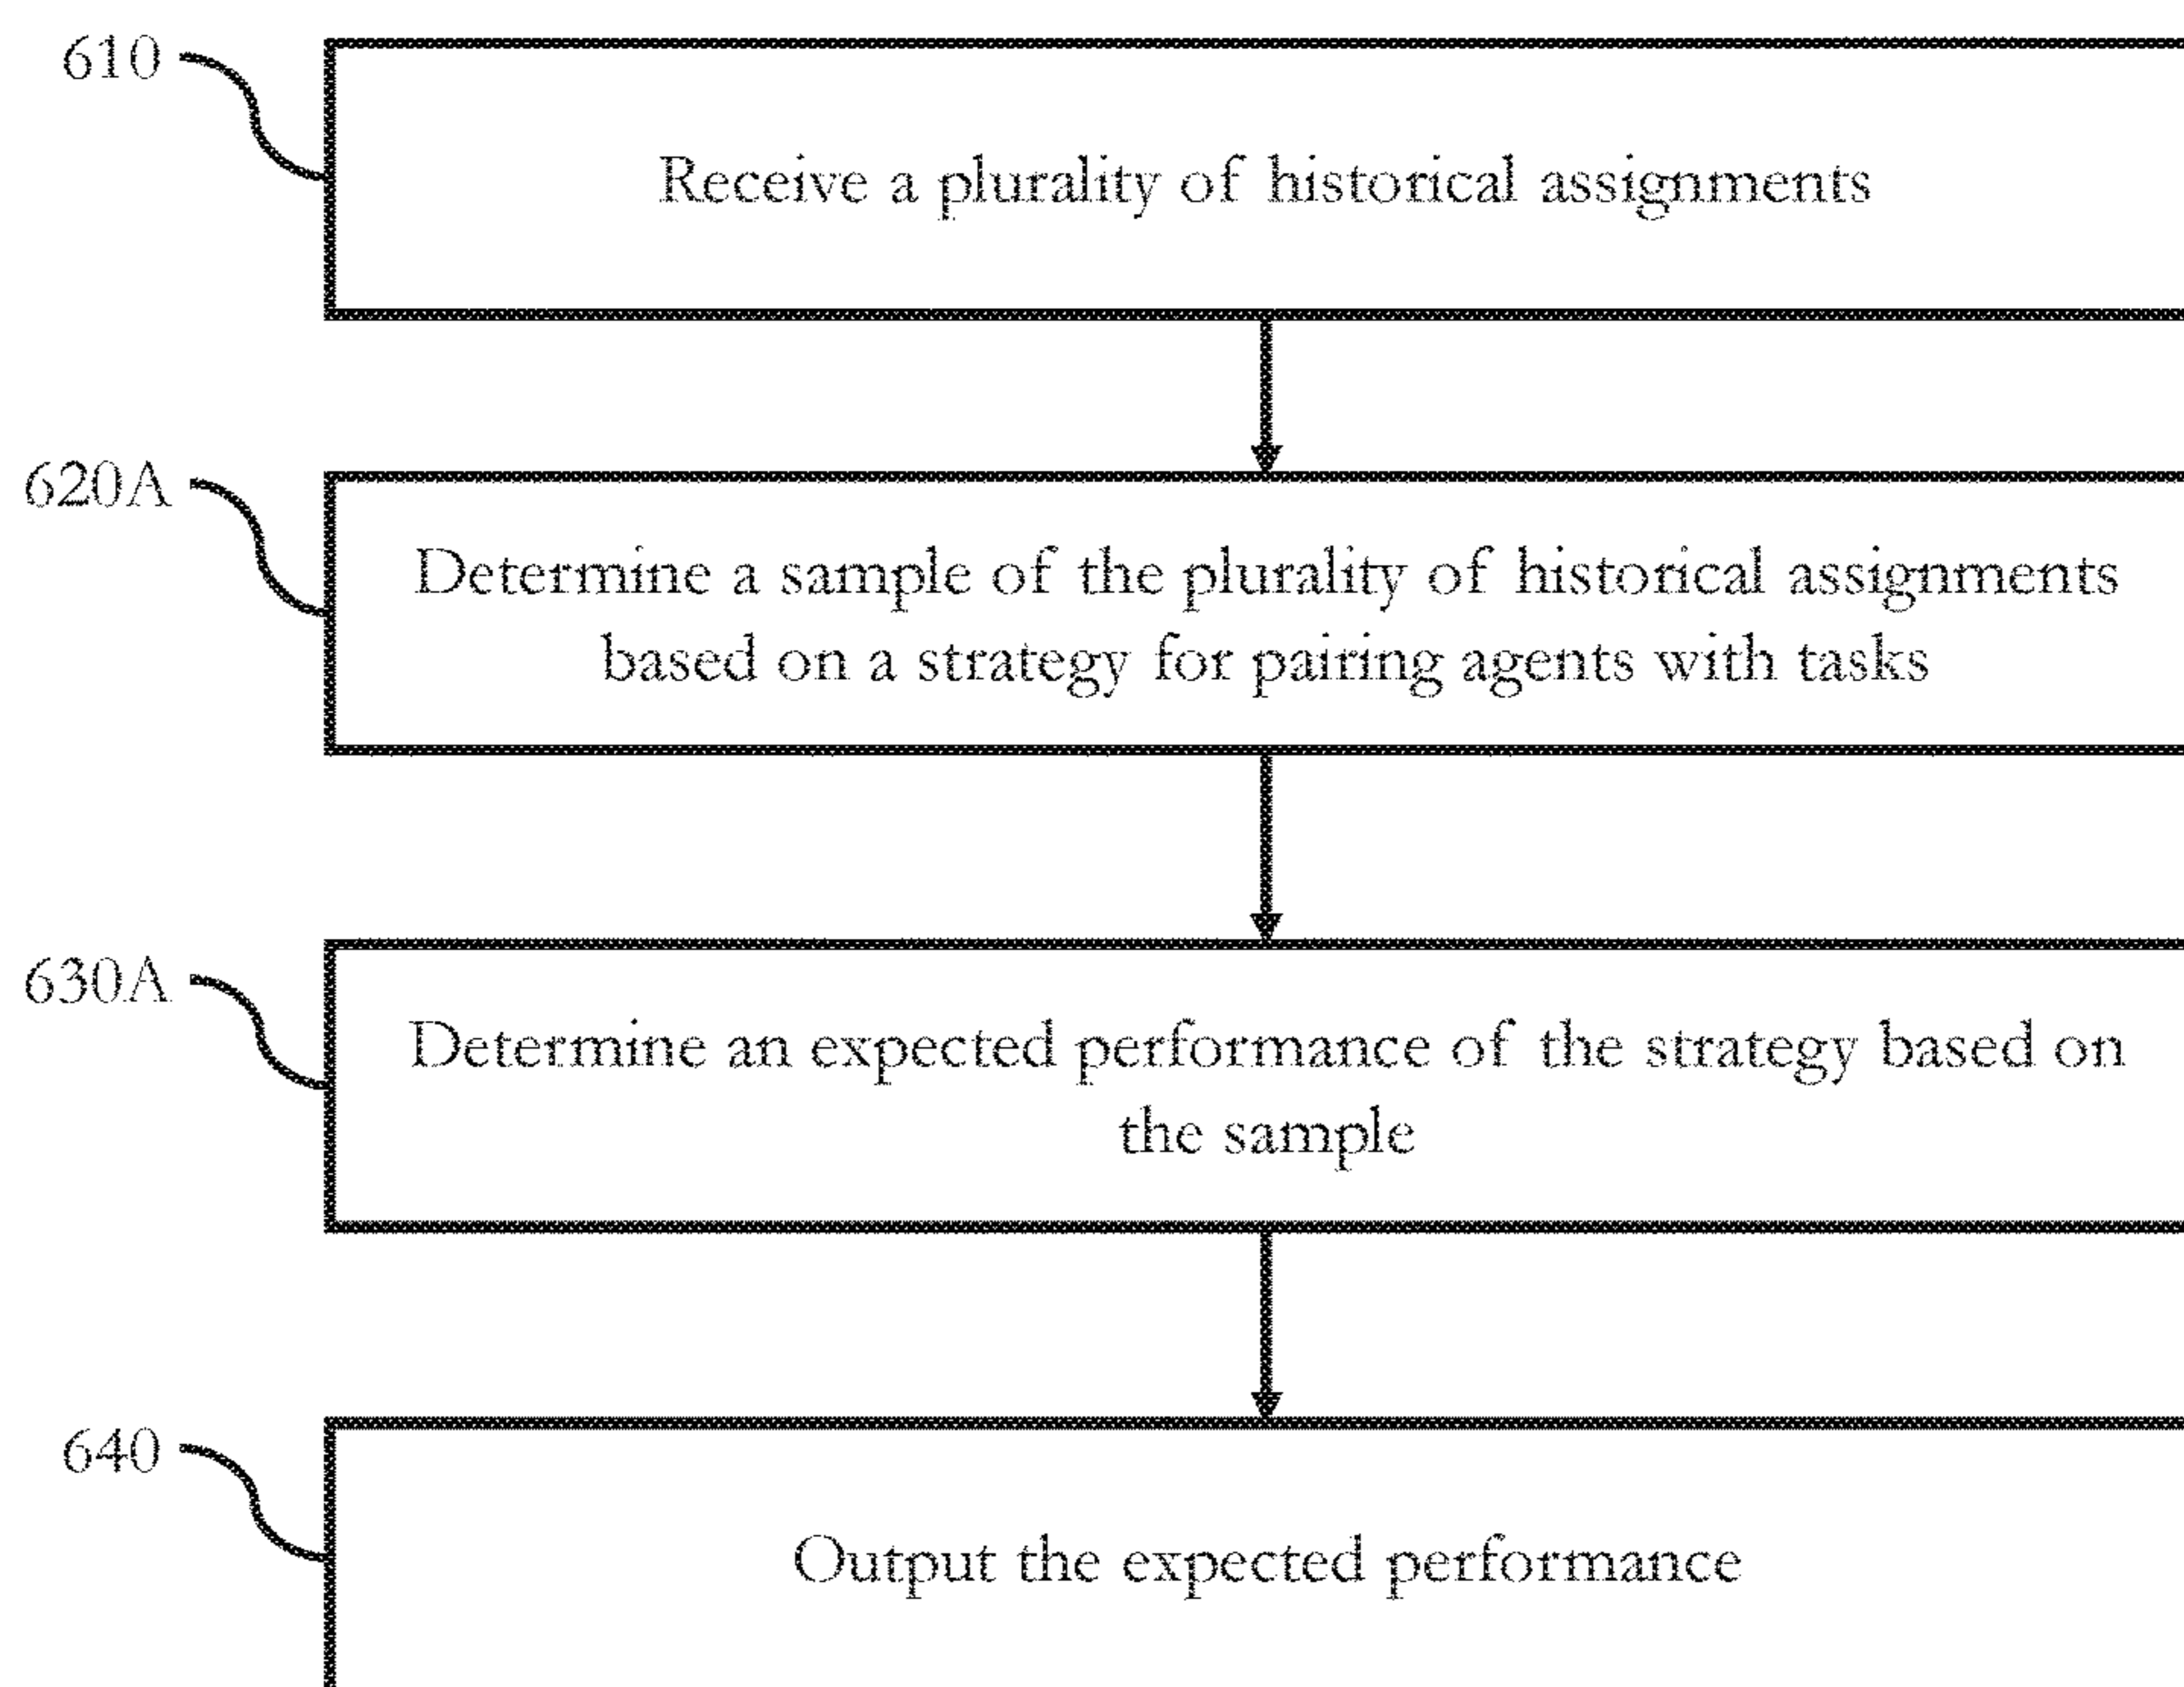 610
Receive a plurality of historical assignments
620A
Determine a sample of the plurality of historical assignments
based on a strategy for pairing agents with tasks
630A
Determine an expected performance of the strategy based on
the sample
640
Output the expected performance